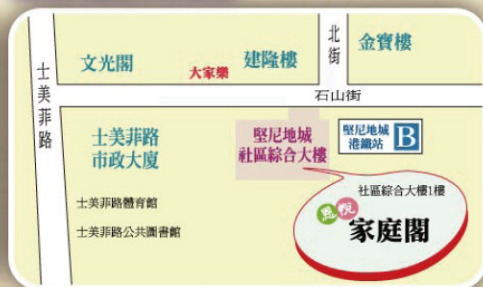 北街
金寶樓
文光閣
大家樂
建隆樓
士美菲路
石山街
士美菲路
市政大廈
堅尼地城
社區綜合大樓
堅尼地城
港鐵站
B
士美菲路體育館
士美菲路公共圖書館
社區綜合大樓1樓
恩悅
家庭閣